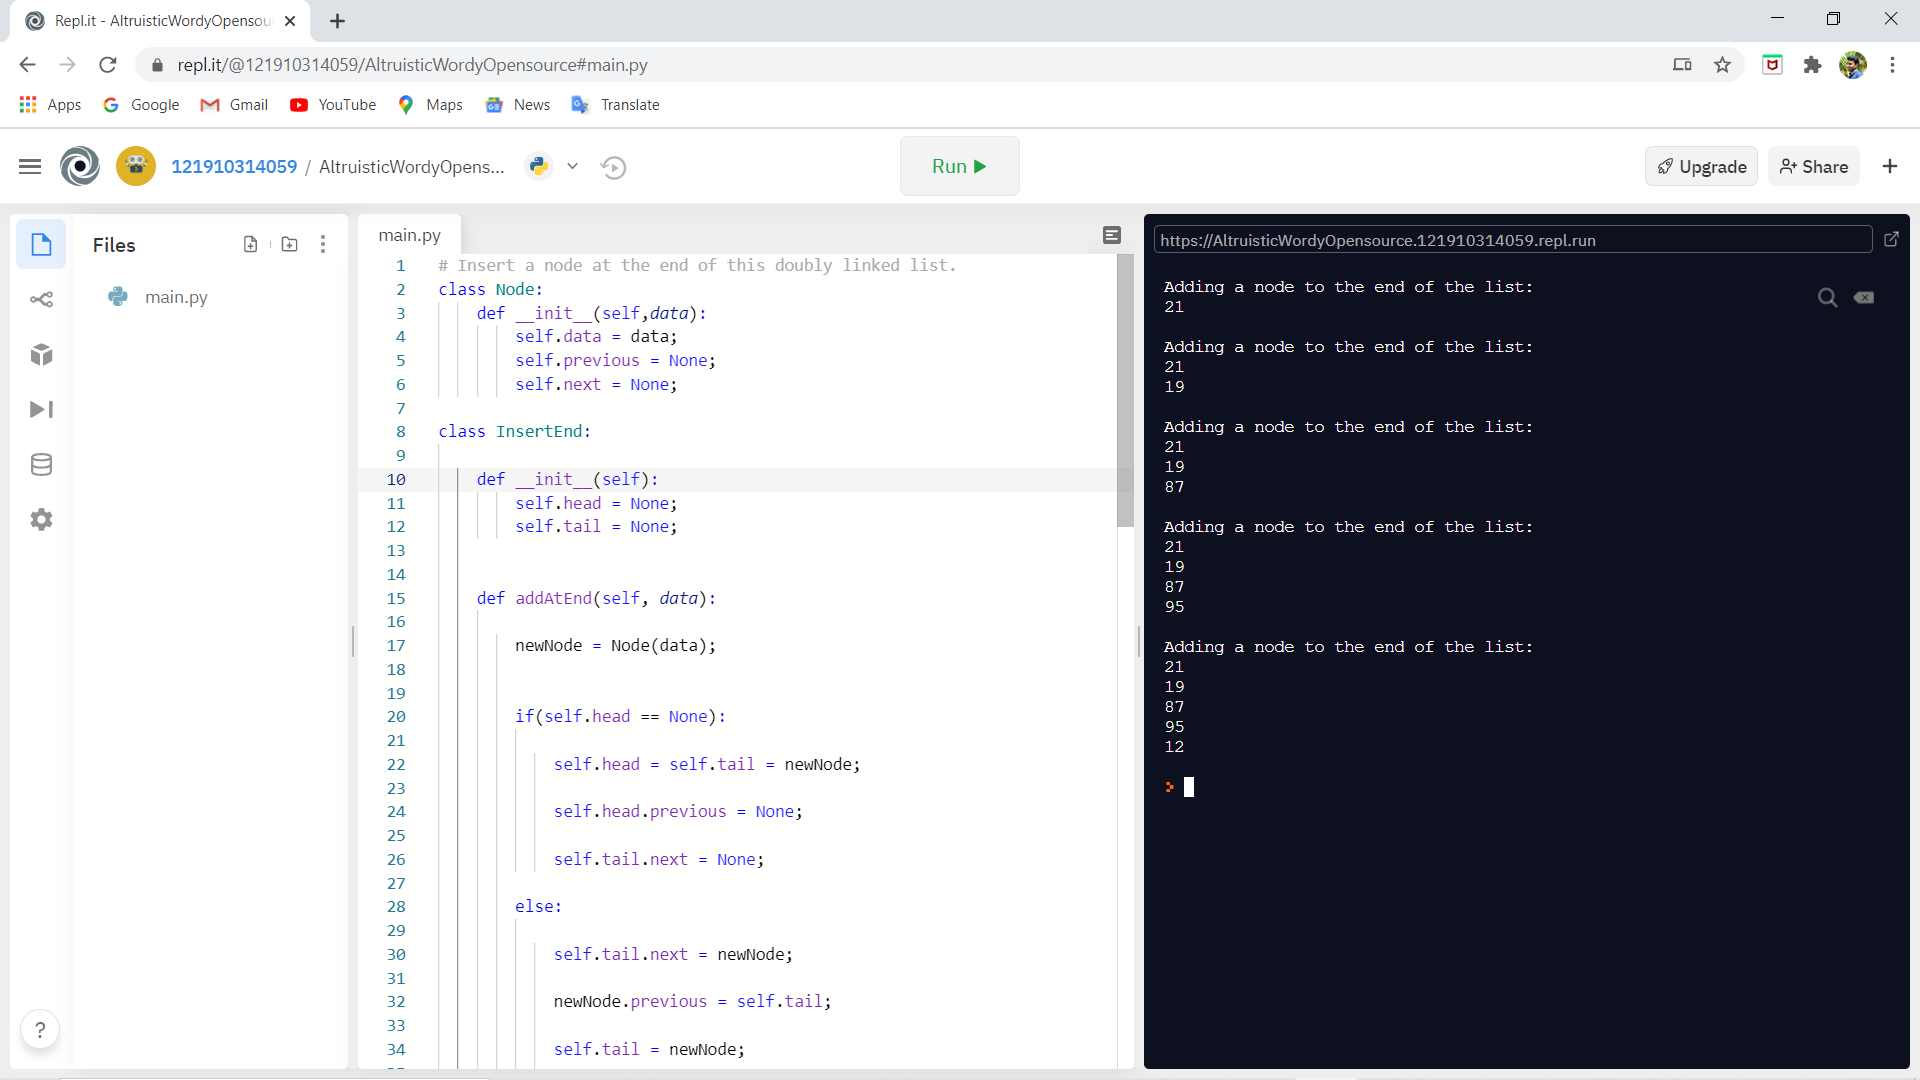 Repl.it - AltruisticWordyOpensou
repl.it/@121910314059/AltruisticWordyOpensource#main.py
Apps Google Gmail YouTube Maps News Translate
121910314059 / AltruisticWordyOpens... Run Upgrade Share
Files
main.py
main.py
1 # Insert a node at the end of this doubly linked list.
2 class Node:
3 def __init__(self,data):
4 self.data = data;
5 self.previous = None;
6 self.next = None;
7
8 class InsertEnd:
9
10 def __init__(self):
11 self.head = None;
12 self.tail = None;
13
14
15 def addAtEnd(self, data):
16
17 newNode = Node(data);
18
19
20 if(self.head == None):
21
22 self.head = self.tail = newNode;
23
24 self.head.previous = None;
25
26 self.tail.next = None;
27
28 else:
29
30 self.tail.next = newNode;
31
32 newNode.previous = self.tail;
33
34 self.tail = newNode;
https://AltruisticWordyOpensource.121910314059.repl.run
Adding a node to the end of the list:
21
Adding a node to the end of the list:
21
19
Adding a node to the end of the list:
21
19
87
Adding a node to the end of the list:
21
19
87
95
Adding a node to the end of the list:
21
19
87
95
12
>
?